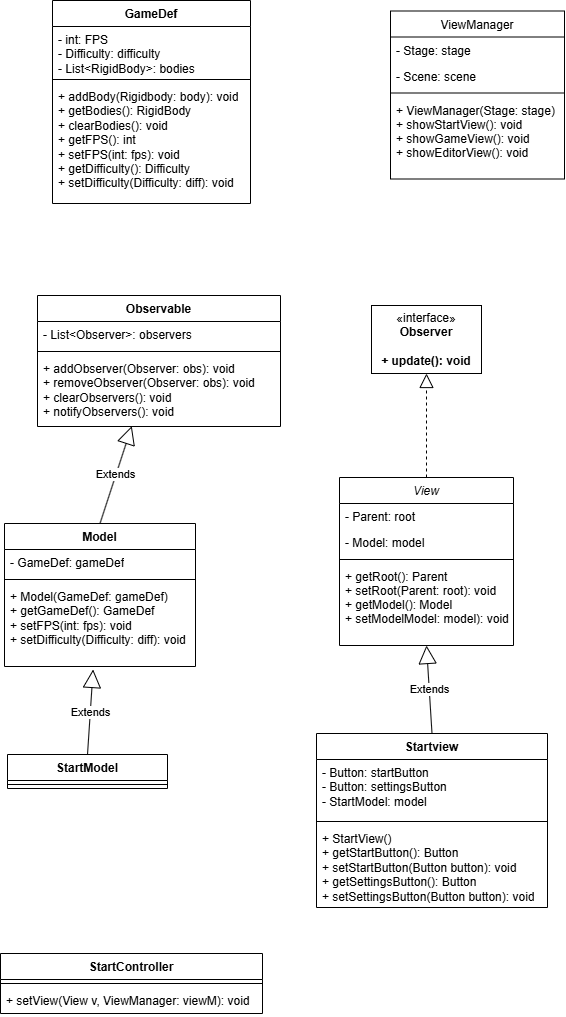 GameDef
- int: FPS
- Difficulty: difficulty
- List<RigidBody>: bodies
+ addBody(Rigidbody: body): void
+ getBodies(): RigidBody
+ clearBodies(): void
+ getFPS(): int
+ setFPS(int: fps): void
+ getDifficulty(): Difficulty
+ setDifficulty(Difficulty: diff): void
ViewManager
- Stage: stage
- Scene: scene
+ ViewManager(Stage: stage)
+ showStartView(): void
+ showGameView(): void
+ showEditorView(): void
Observable
- List<Observer>: observers
+ addObserver(Observer: obs): void
+ removeObserver(Observer: obs): void
+ clearObservers(): void
+ notifyObservers(): void
«interface»
Observer
+ update(): void
Extends
Model
- GameDef: gameDef
+ Model(GameDef: gameDef)
+ getGameDef(): GameDef
+ setFPS(int: fps): void
+ setDifficulty(Difficulty: diff): void
View
- Parent: root
- Model: model
+ getRoot(): Parent
+ setRoot(Parent: root): void
+ getModel(): Model
+ setModelModel: model): void
Extends
Extends
StartModel
Startview
- Button: startButton
- Button: settingsButton
- StartModel: model
+ StartView()
+ getStartButton(): Button
+ setStartButton(Button button): void
+ getSettingsButton(): Button
+ setSettingsButton(Button button): void
StartController
+ setView(View v, ViewManager: viewM): void